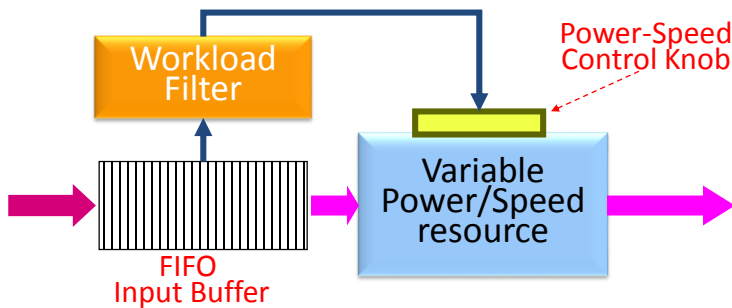 Workload
Filter
Power-Speed
Control Knob
Variable
Power/Speed
resource
FIFO
Input Buffer